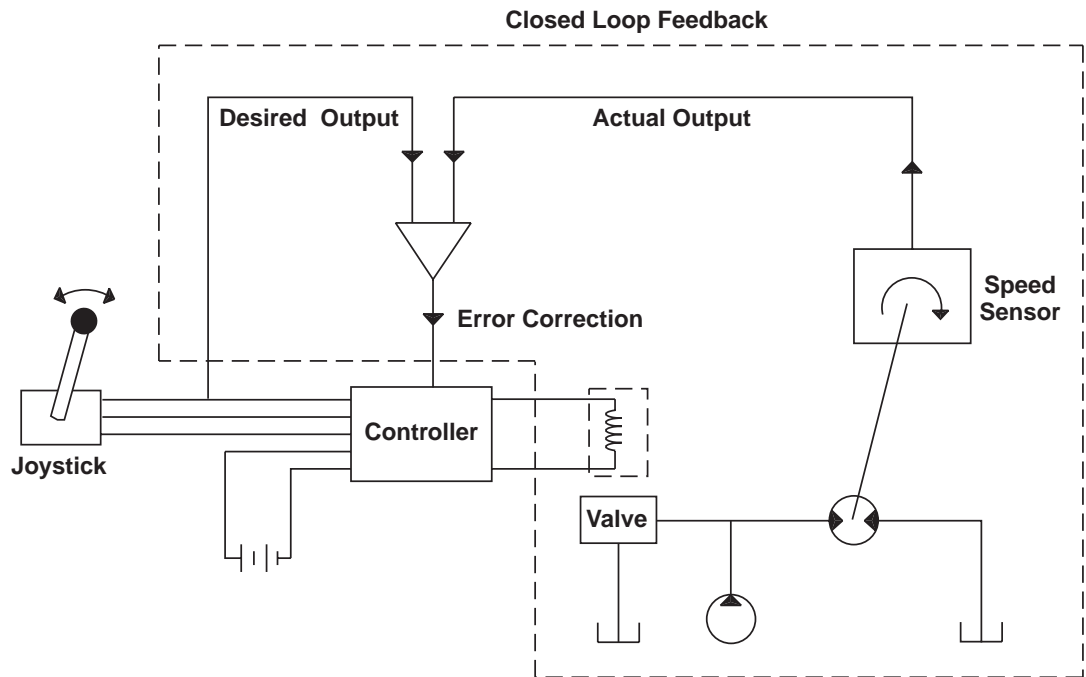 Closed Loop Feedback
Desired Output
Actual Output
Speed
Sensor
Error Correction
Controller
Joystick
Valve